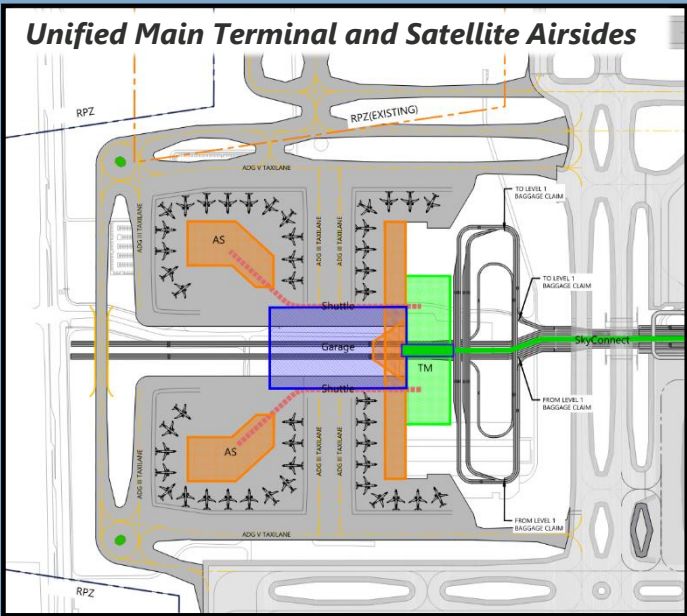 Unified Main Terminal and Satellite Airsides
RPZ
RPZ(EXISTING)
ADG V TAXILANE
TO LEVEL 1
BAGGAGE CLAIM
ADG III TAXILANE
AS
ADG III TAXILANE
ADG III TAXILANE
TO LEVEL 1
BAGGAGE CLAIM
Shuttle
Garage
SkyConnect
TM
Shuttle
FROM LEVEL 1
BAGGAGE CLAIM
AS
ADG III TAXILANE
ADG III TAXILANE
ADG III TAXILANE
FROM LEVEL 1
BAGGAGE CLAIM
ADG V TAXILANE
RPZ